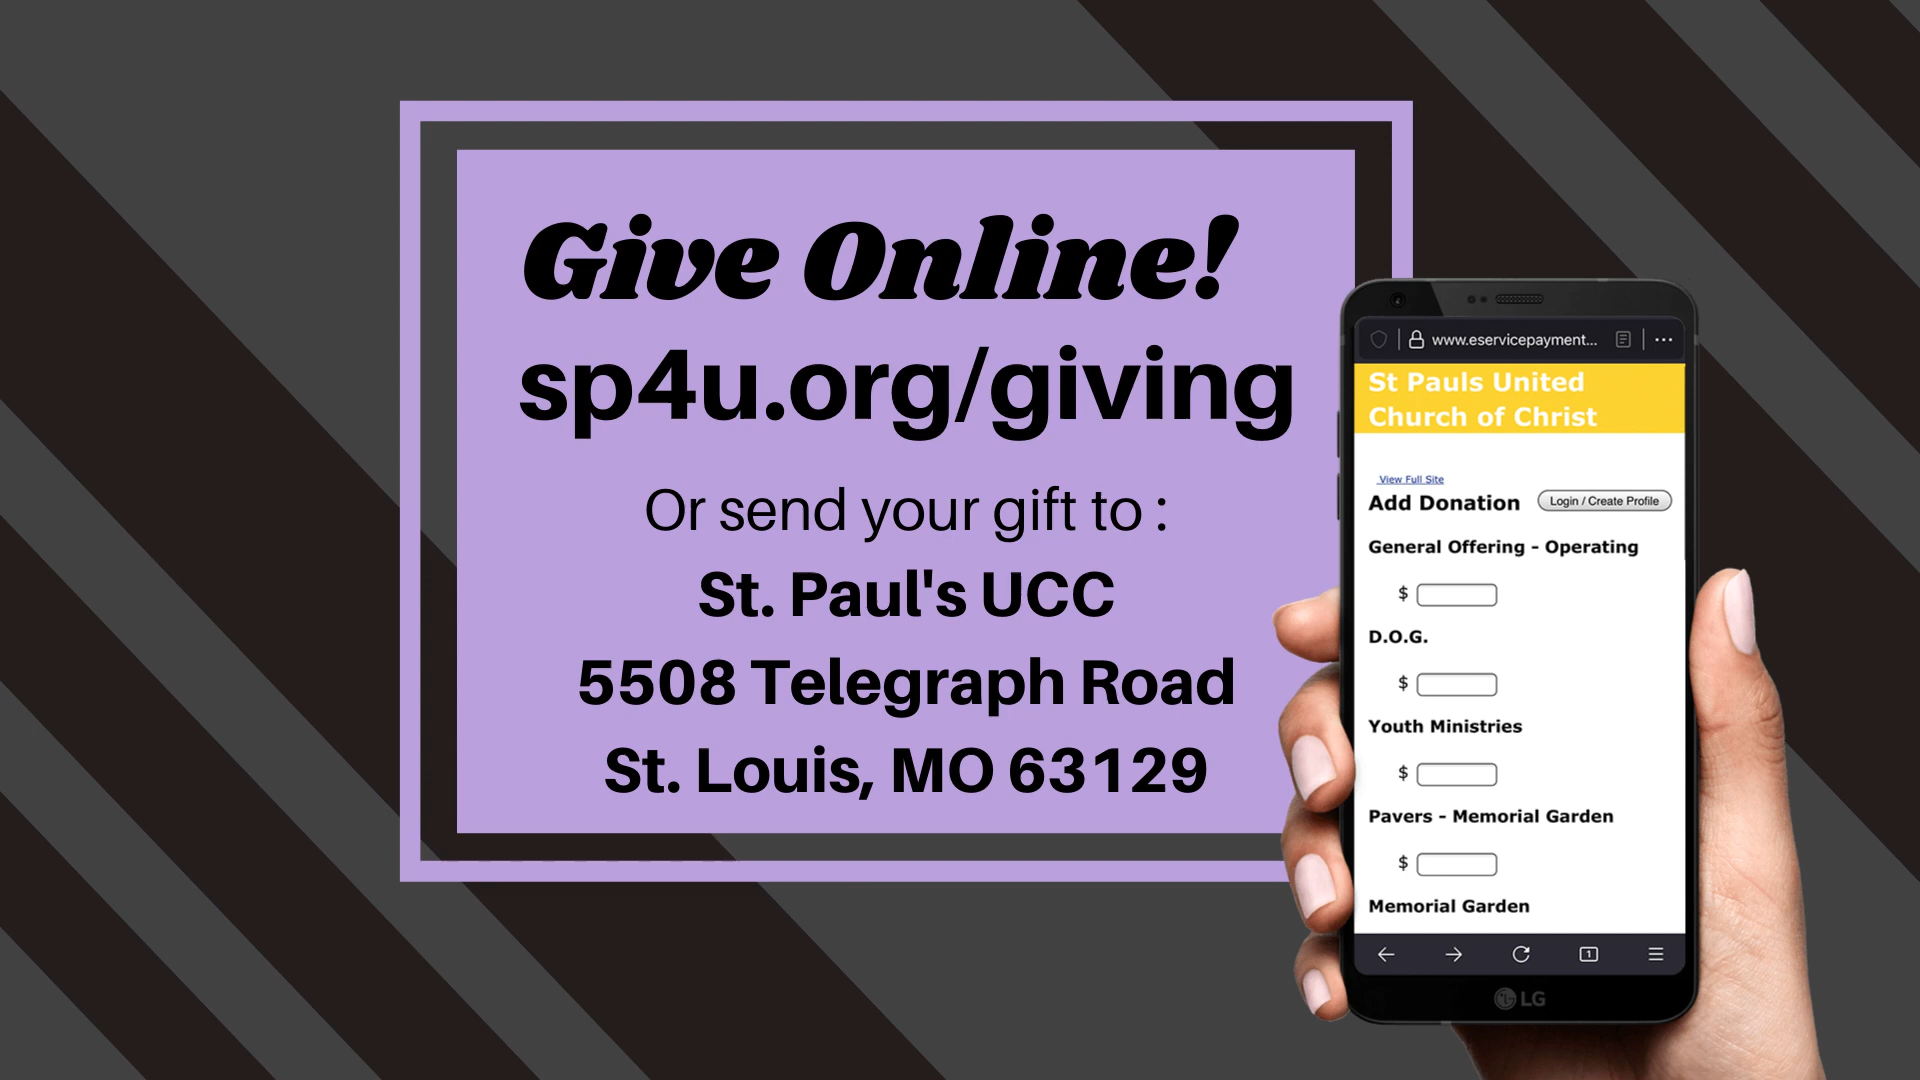 Give Online!
sp4u.org/giving
Or send your gift to :
St. Paul's UCC
5508 Telegraph Road
St. Louis, MO 63129
www.eservicepayment...
St Pauls United
Church of Christ
View Full Site
Add Donation
Login / Create Profile
General Offering - Operating
$
D.O.G.
$
Youth Ministries
$
Pavers - Memorial Garden
$
Memorial Garden
1
LG